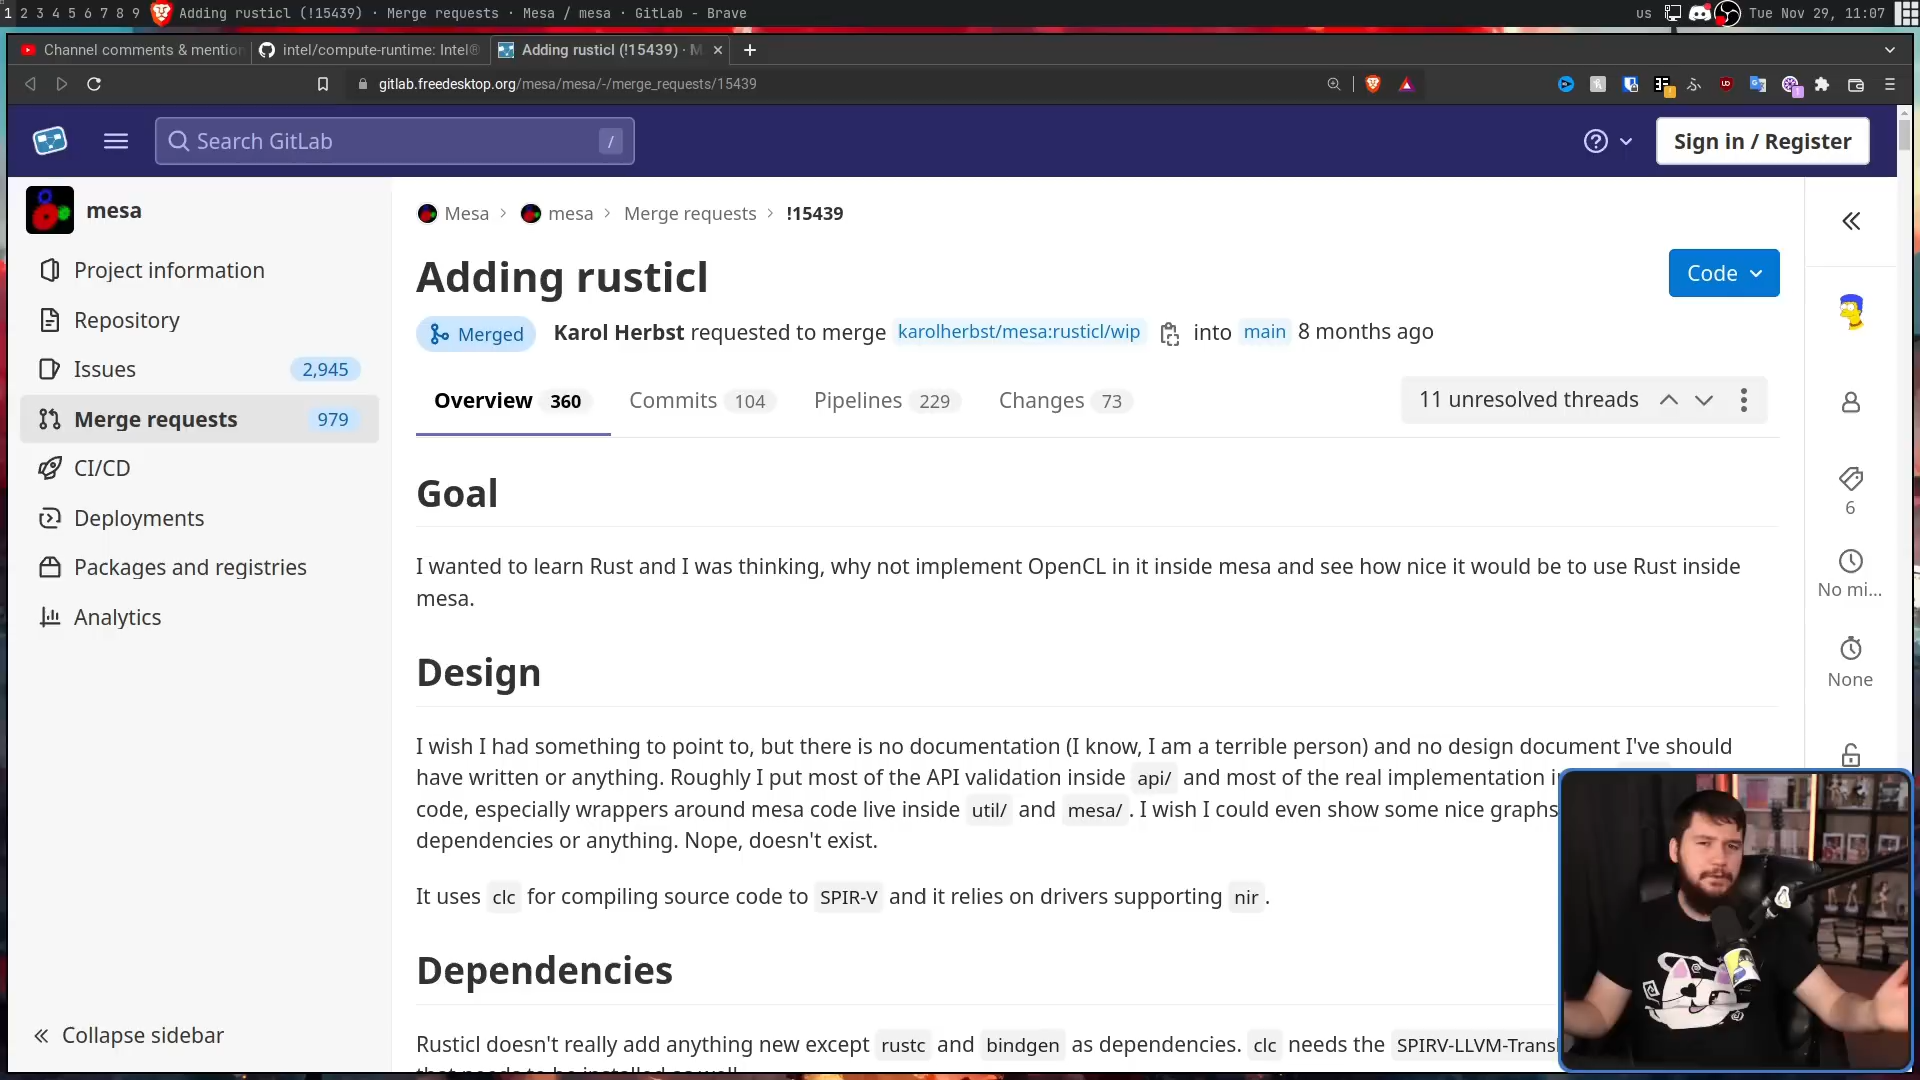 1 2 3 4 5 6 7 8 9 Adding rusticl (!15439) · Merge requests · Mesa / mesa · GitLab - Brave us Tue Nov 29, 11:07
Channel comments & mentio
intel/compute-runtime: Intel®
Adding rusticl (!15439) · M
gitlab.freedesktop.org/mesa/mesa/-/merge_requests/15439
Search GitLab /
Sign in / Register
mesa
Project information
Repository
Issues 2,945
Merge requests 979
CI/CD
Deployments
Packages and registries
Analytics
Collapse sidebar
Mesa > mesa > Merge requests > !15439
Adding rusticl
Code
Merged Karol Herbst requested to merge karolherbst/mesa:rusticl/wip into main 8 months ago
Overview 360 Commits 104 Pipelines 229 Changes 73
11 unresolved threads
Goal
I wanted to learn Rust and I was thinking, why not implement OpenCL in it inside mesa and see how nice it would be to use Rust inside
mesa.
Design
I wish I had something to point to, but there is no documentation (I know, I am a terrible person) and no design document I've should
have written or anything. Roughly I put most of the API validation inside api/ and most of the real implementation
code, especially wrappers around mesa code live inside util/ and mesa/ . I wish I could even show some nice graphs
dependencies or anything. Nope, doesn't exist.
It uses clc for compiling source code to SPIR-V and it relies on drivers supporting nir .
Dependencies
Rusticl doesn't really add anything new except rustc and bindgen as dependencies. clc needs the SPIRV-LLVM-Transl
that needs to be installed as well
6
No mi...
None